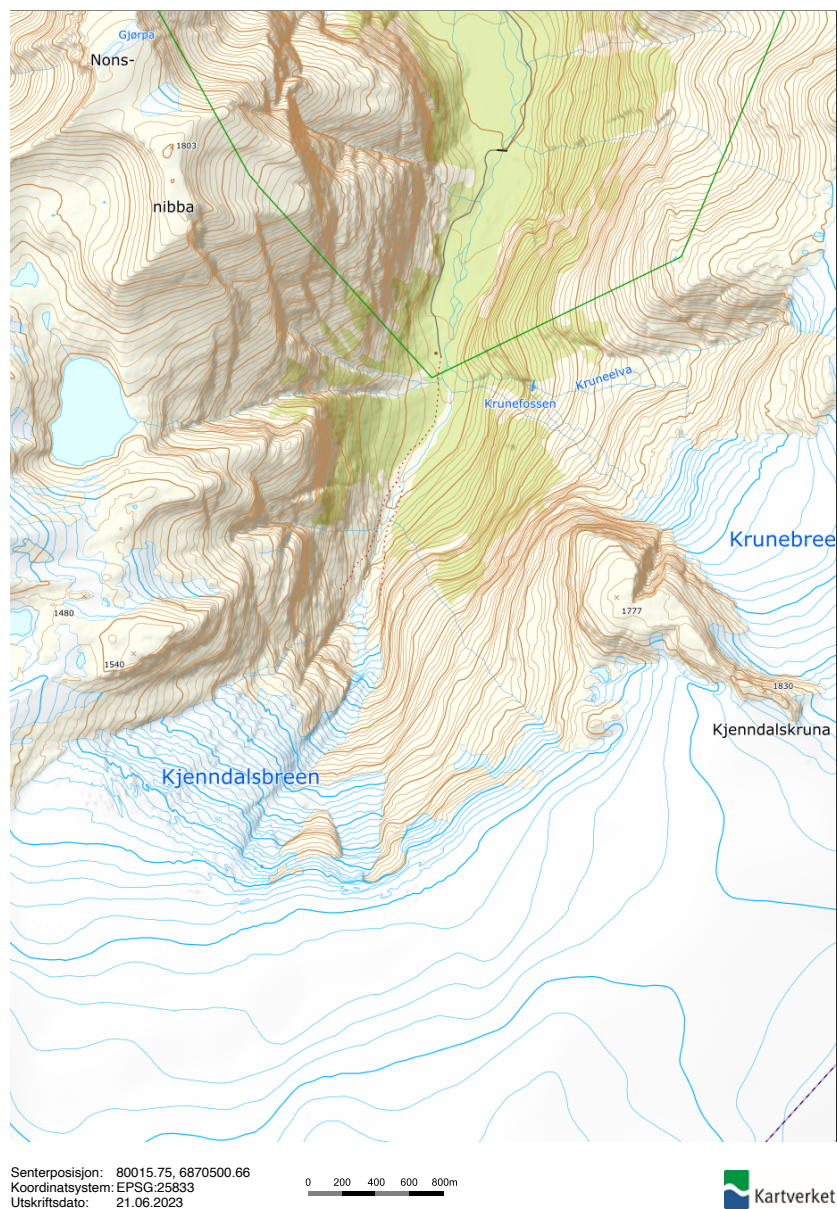 Gjørpa
Nons-
1803
nibba
Kruneelva
Krunefossen
Krunebree
1777
1480
1540
1830
Kjenndalskruna
Kjenndalsbreen
Senterposisjon: 80015.75, 6870500.66
Koordinatsystem: EPSG:25833
Utskriftsdato: 21.06.2023
0 200 400 600 800m
Kartverket